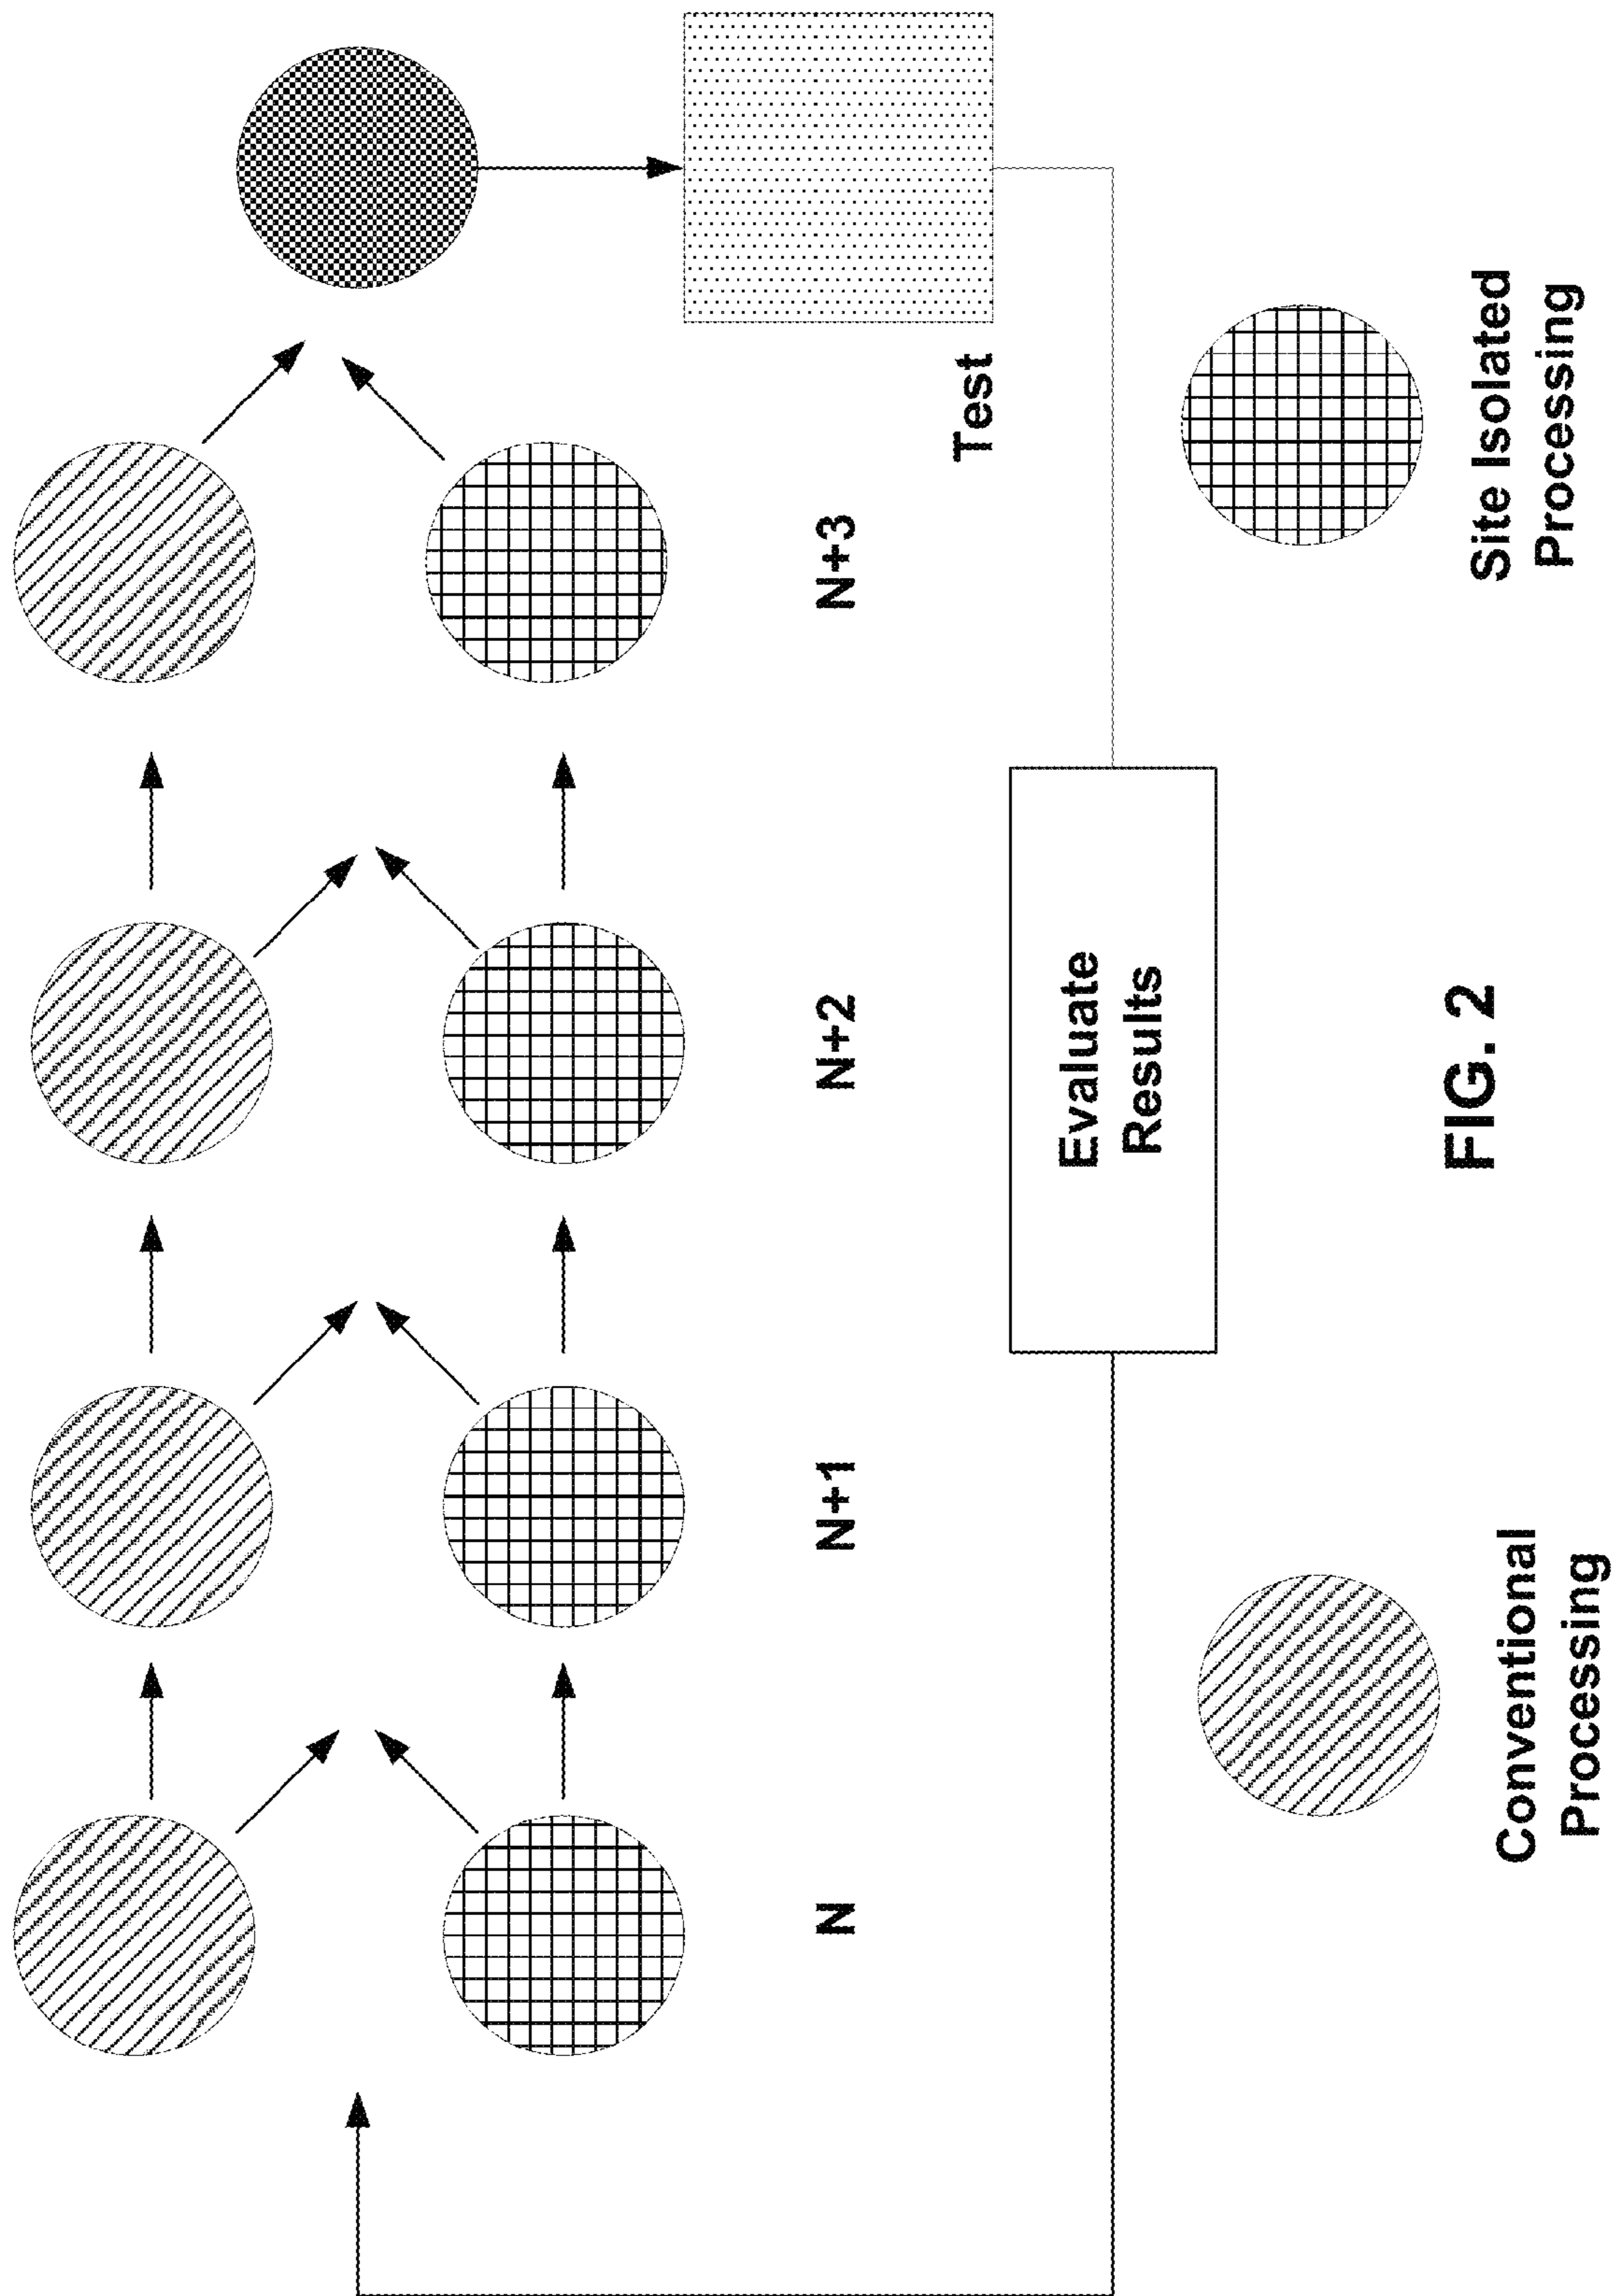 N
N+1
N+2
N+3
Test
Evaluate
Results
Conventional
Processing
Site Isolated
Processing
FIG. 2